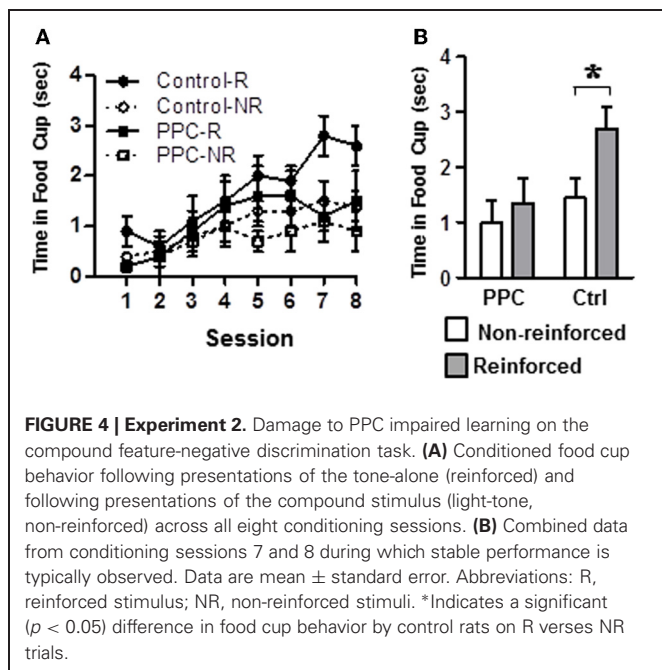 A
B
4
3
2
1
0
Time in Food Cup (sec)
Control-R
Control-NR
PPC-R
PPC-NR
1 2 3 4 5 6 7 8
Session
4
3
2
1
0
Time in Food Cup (sec)
*
PPC Ctrl
Non-reinforced
Reinforced
FIGURE 4 | Experiment 2. Damage to PPC impaired learning on the
compound feature-negative discrimination task. (A) Conditioned food cup
behavior following presentations of the tone-alone (reinforced) and
following presentations of the compound stimulus (light-tone,
non-reinforced) across all eight conditioning sessions. (B) Combined data
from conditioning sessions 7 and 8 during which stable performance is
typically observed. Data are mean ± standard error. Abbreviations: R,
reinforced stimulus; NR, non-reinforced stimuli. *Indicates a significant
(p < 0.05) difference in food cup behavior by control rats on R verses NR
trials.